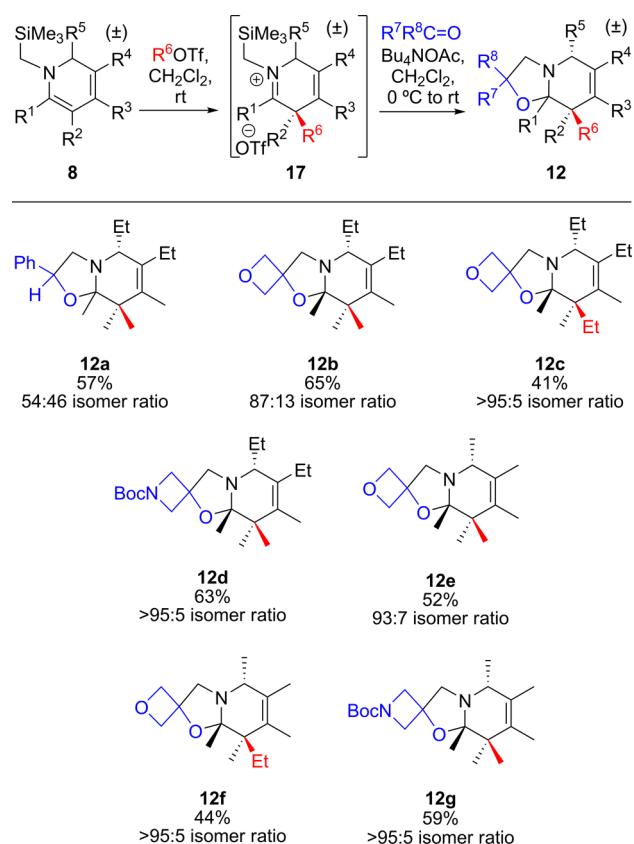 SiMe3
(±)
R5
R4
N
R1
R3
R2
8
R6OTf,
CH2Cl2,
rt
SiMe3
R5
(±)
N
+
R4
R1
R3
⊖
OTf
R2
R6
17
R7R8C=O
Bu4NOAc,
CH2Cl2,
0 ºC to rt
R5
(±)
R8
N
R4
R7
O
R3
R1
R2
R6
12
Et
Et
Ph
N
H
O
12a
57%
54:46 isomer ratio
Et
Et
O
N
O
12b
65%
87:13 isomer ratio
Et
Et
O
N
O
Et
12c
41%
>95:5 isomer ratio
Et
Et
BocN
N
O
12d
63%
>95:5 isomer ratio
O
N
O
12e
52%
93:7 isomer ratio
O
N
O
Et
12f
44%
>95:5 isomer ratio
BocN
N
O
12g
59%
>95:5 isomer ratio